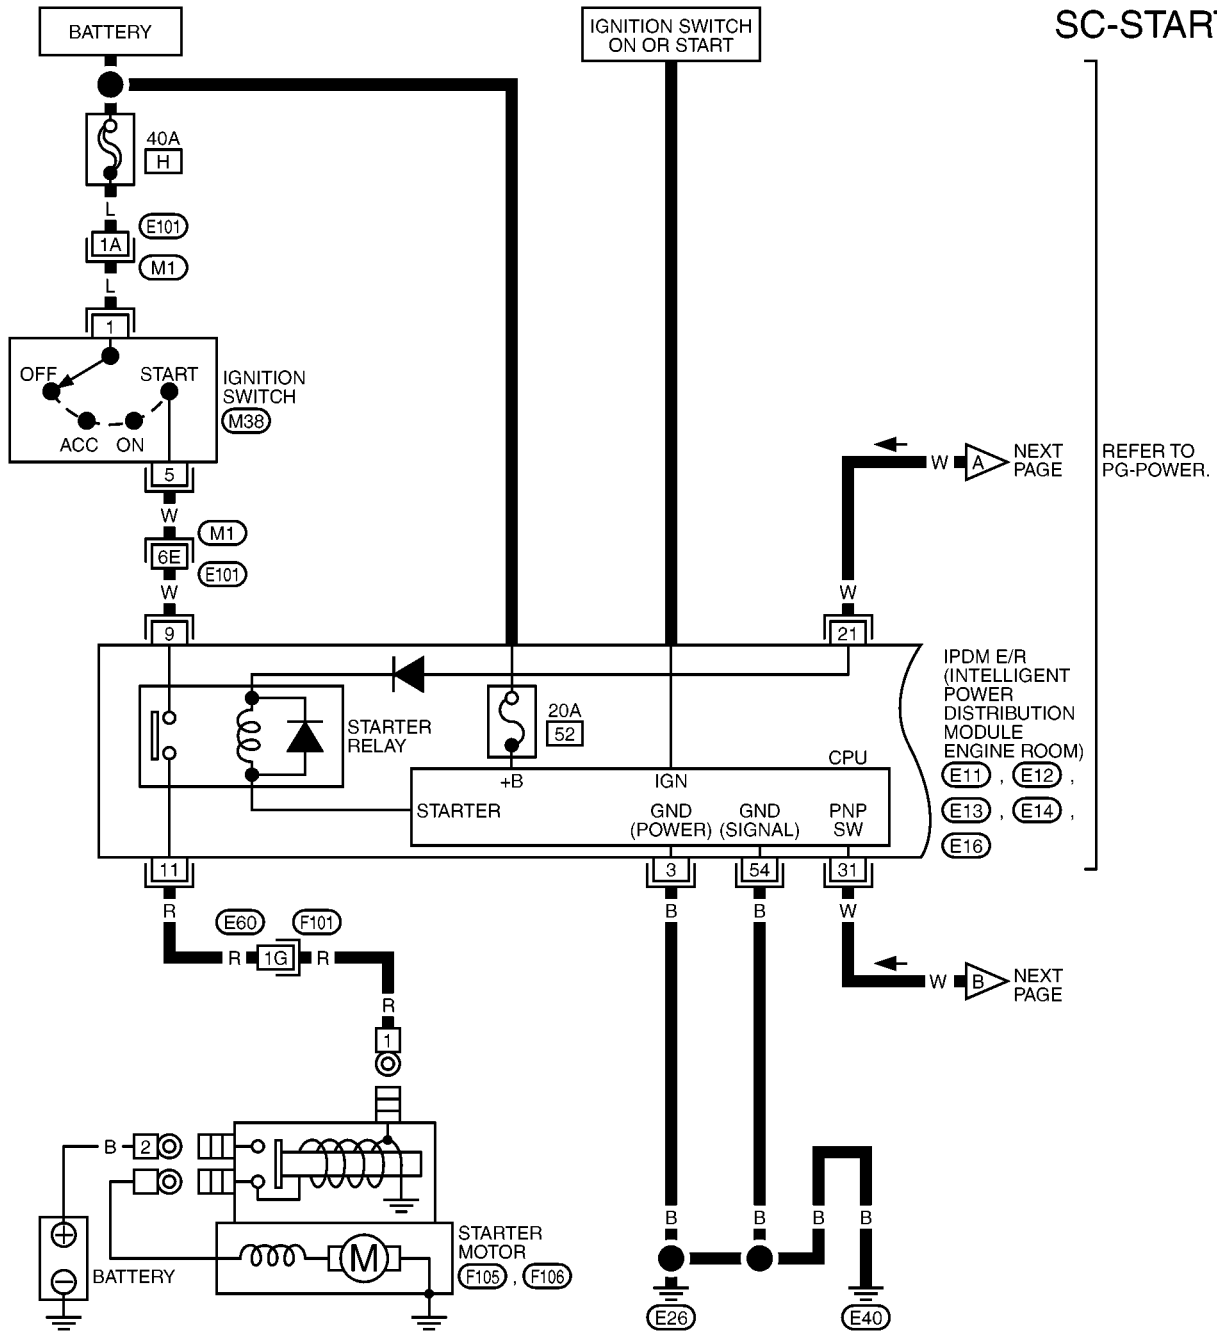 BATTERY
IGNITION SWITCH
ON OR START
SC-START
40A
H
L
E101
1A
M1
L
1
OFF
START
ACC
ON
IGNITION
SWITCH
M38
5
W
M1
6E
E101
W
9
W
A
NEXT
PAGE
REFER TO
PG-POWER.
W
21
STARTER
RELAY
20A
52
CPU
+B
IGN
STARTER
GND
(POWER)
GND
(SIGNAL)
PNP
SW
IPDM E/R
(INTELLIGENT
POWER
DISTRIBUTION
MODULE
ENGINE ROOM)
E11 , E12 ,
E13 , E14 ,
E16
11
3
54
31
R
B
B
W
E60
F101
R
1G
R
W
B
NEXT
PAGE
R
1
B
2
M
BATTERY
STARTER
MOTOR
F105 , F106
B
B
B
B
E26
E40